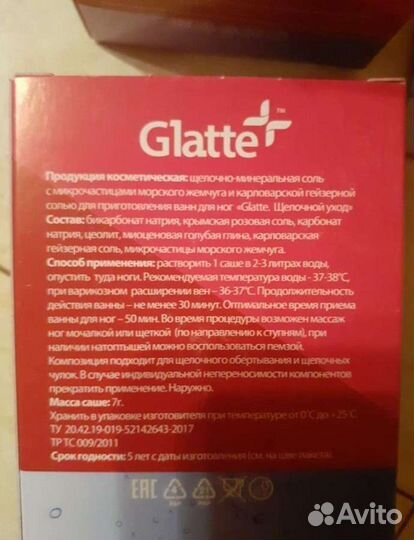 Glatte
TM
Продукция косметическая: щелочно-минеральная соль
с микрочастицами морского жемчуга и карловарской гейзерной
солью для приготовления ванн для ног «Glatte. Щелочной уход»
Состав: бикарбонат натрия, крымская розовая соль, карбонат
натрия, цеолит, миоценовая голубая глина, карловарская
гейзерная соль, микрочастицы морского жемчуга.
Способ применения: растворить 1 саше в 2-3 литрах воды,
опустить туда ноги. Рекомендуемая температура воды - 37-38°С,
при варикозном расширении вен – 36-37°С. Продолжительность
действия ванны – не менее 30 минут. Оптимальное время приема
ванны для ног – 50 мин. Во время процедуры возможен массаж
ног мочалкой или щеткой (по направлению к ступням), при
наличии натоптышей можно воспользоваться пемзой.
Композиция подходит для щелочного обёртывания и щелочных
чулок. В случае индивидуальной непереносимости компонентов
прекратить применение. Наружно.
Масса саше: 7г.
Хранить в упаковке изготовителя при температуре от 0°С до +25°С
ТУ 20.42.19-019-52142643-2017
ТР ТС 009/2011
Срок годности: 5 лет с даты изготовления (см. на шве пакета).
EAC
Avito